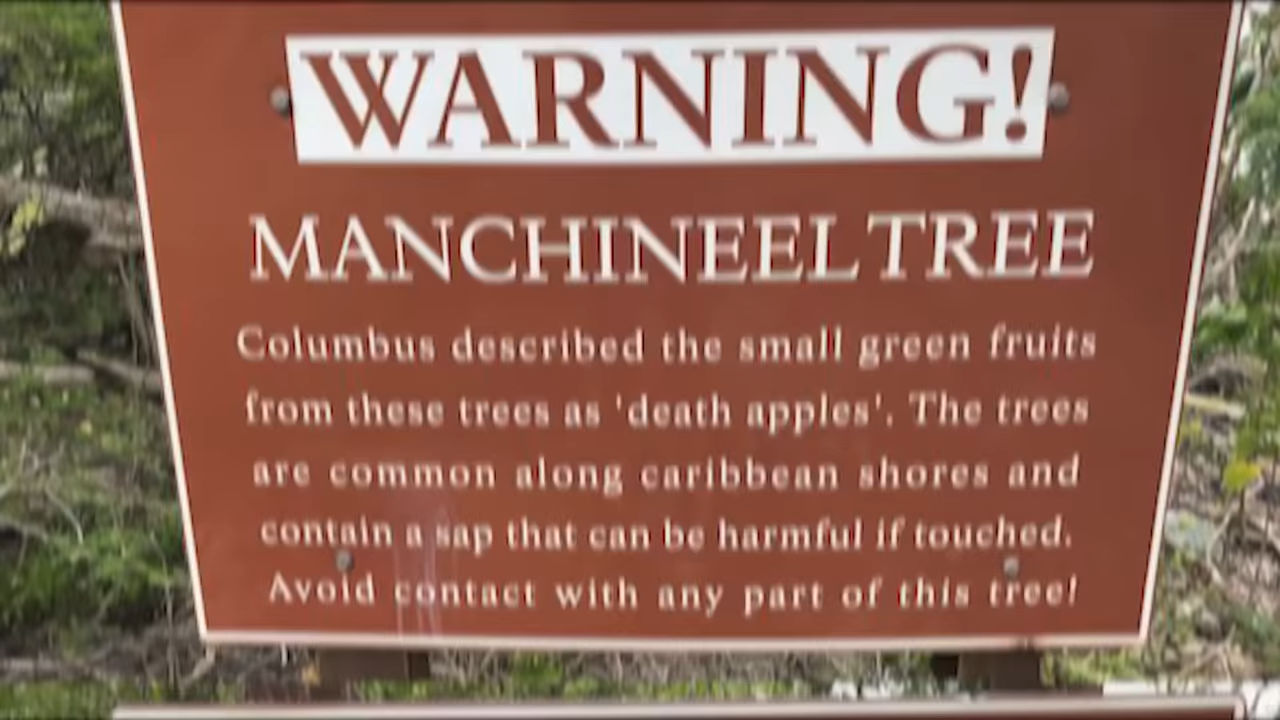 WARNING!
MANCHINEEL TREE
Columbus described the small green fruits
from these trees as 'death apples'. The trees
are common along caribbean shores and
contain a sap that can be harmful if touched.
Avoid contact with any part of this tree!